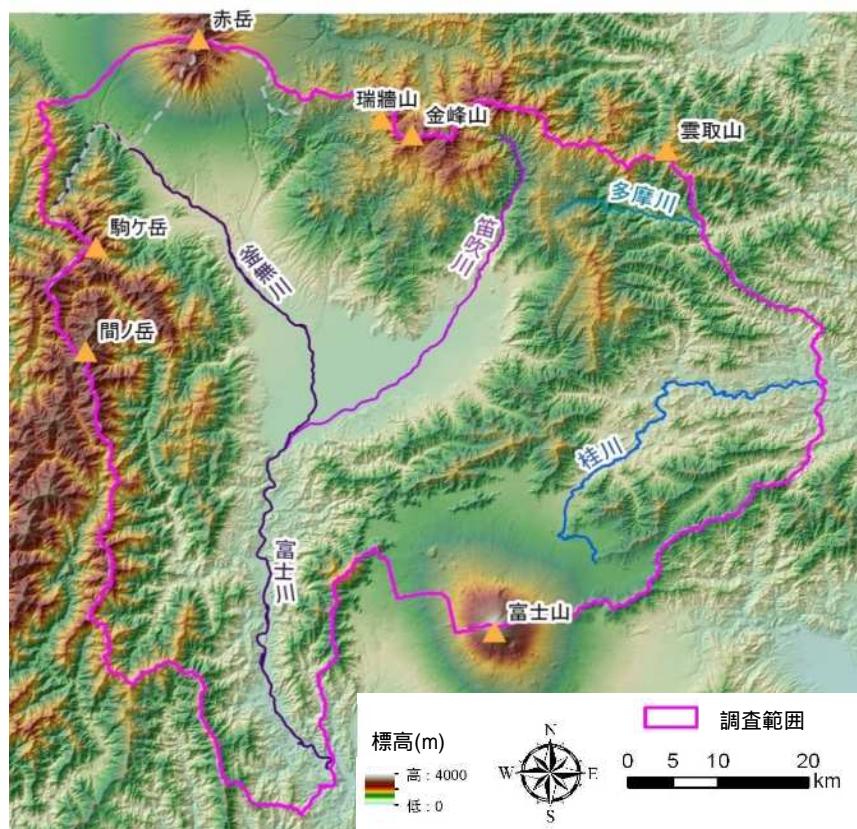 赤岳
瑞牆山
金峰山
雲取山
多摩川
笛吹川
駒ケ岳
釜無川
間ノ岳
桂川
富士川
富士山
標高(m)
高 : 4000
低 : 0
N
W
E
S
調査範囲
0 5 10 20
km